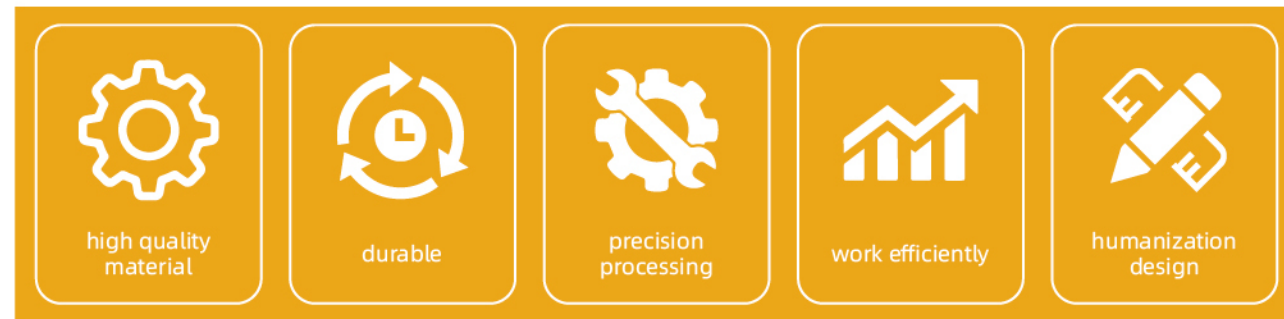 high quality
material
durable
precision
processing
work efficiently
humanization
design